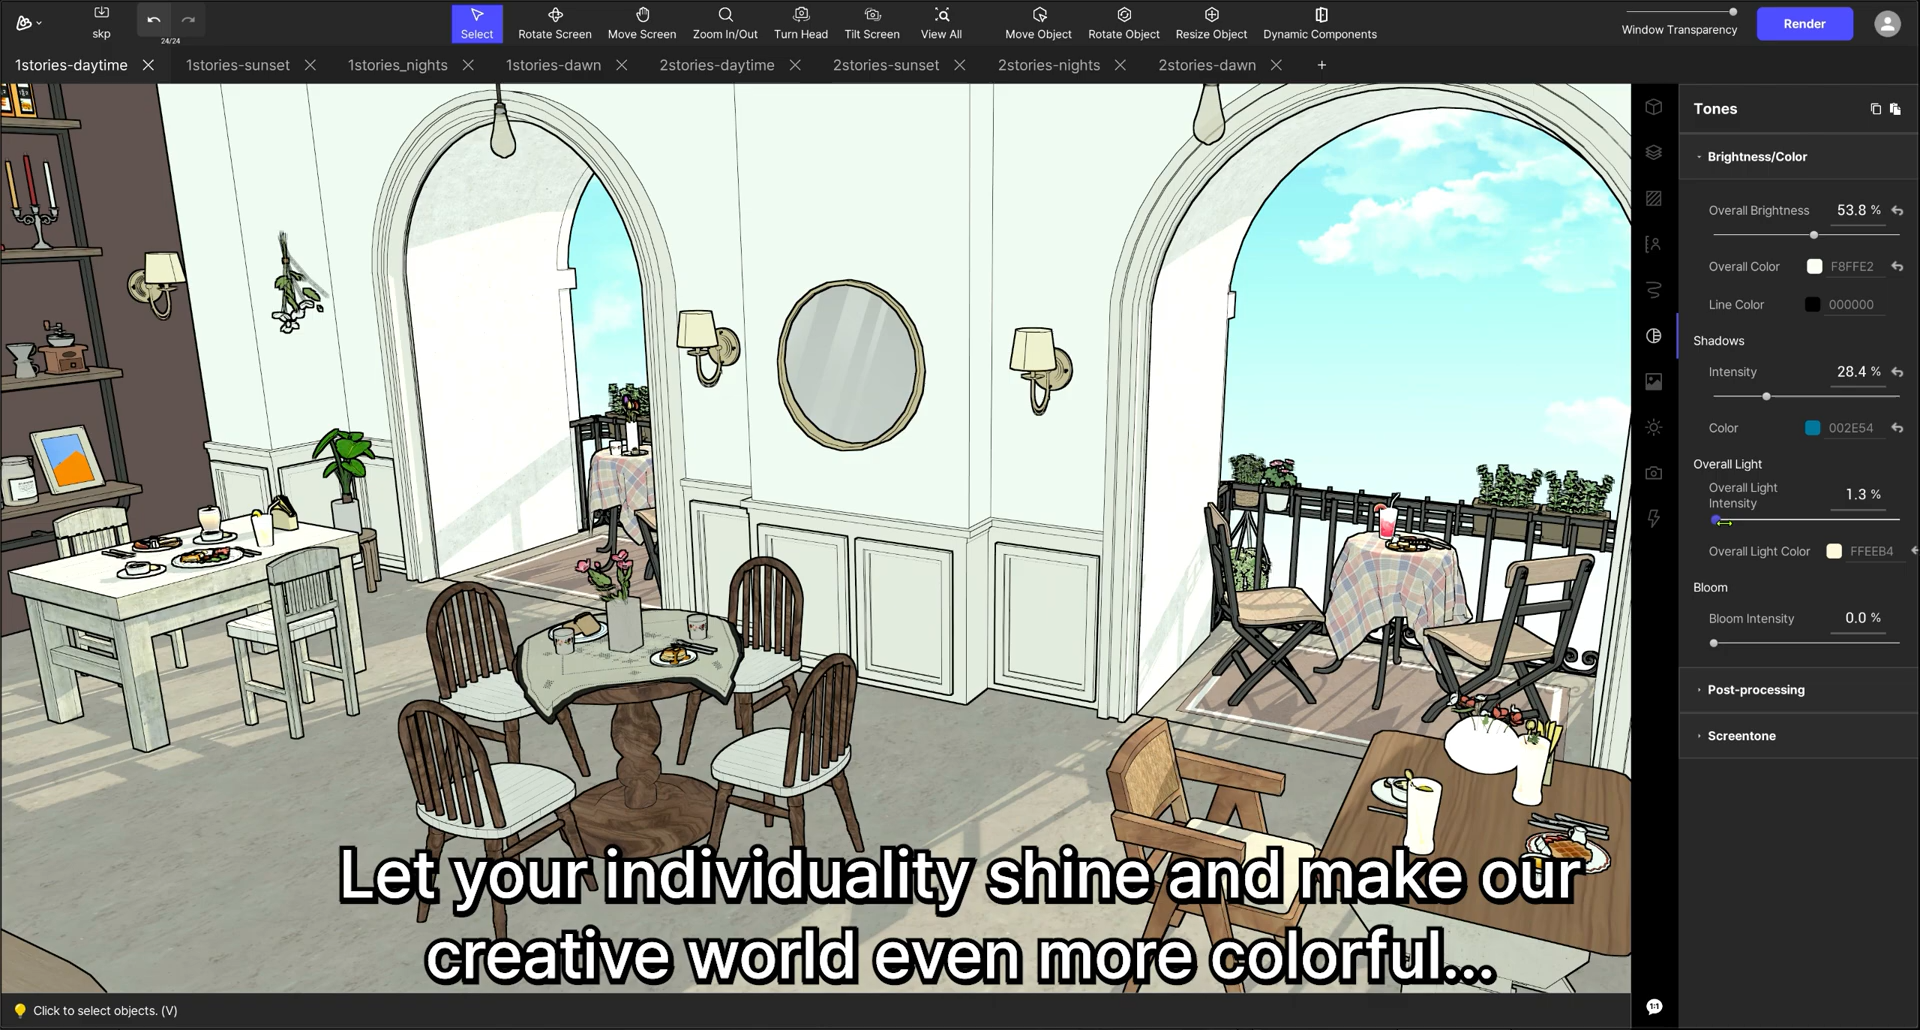 skp
24/24
Select
Rotate Screen
Move Screen
Zoom In/Out
Turn Head
Tilt Screen
View All
Move Object
Rotate Object
Resize Object
Dynamic Components
Window Transparency
Render
1stories-daytime
1stories-sunset
1stories_nights
1stories-dawn
2stories-daytime
2stories-sunset
2stories-nights
2stories-dawn
Tones
Brightness/Color
Overall Brightness 53.8 %
Overall Color F8FFE2
Line Color 000000
Shadows
Intensity 28.4 %
Color 002E54
Overall Light
Overall Light
Intensity 1.3 %
Overall Light Color FFEEB4
Bloom
Bloom Intensity 0.0 %
Post-processing
Screentone
Let your individuality shine and make our
creative world even more colorful...
Click to select objects. (V)
1:1